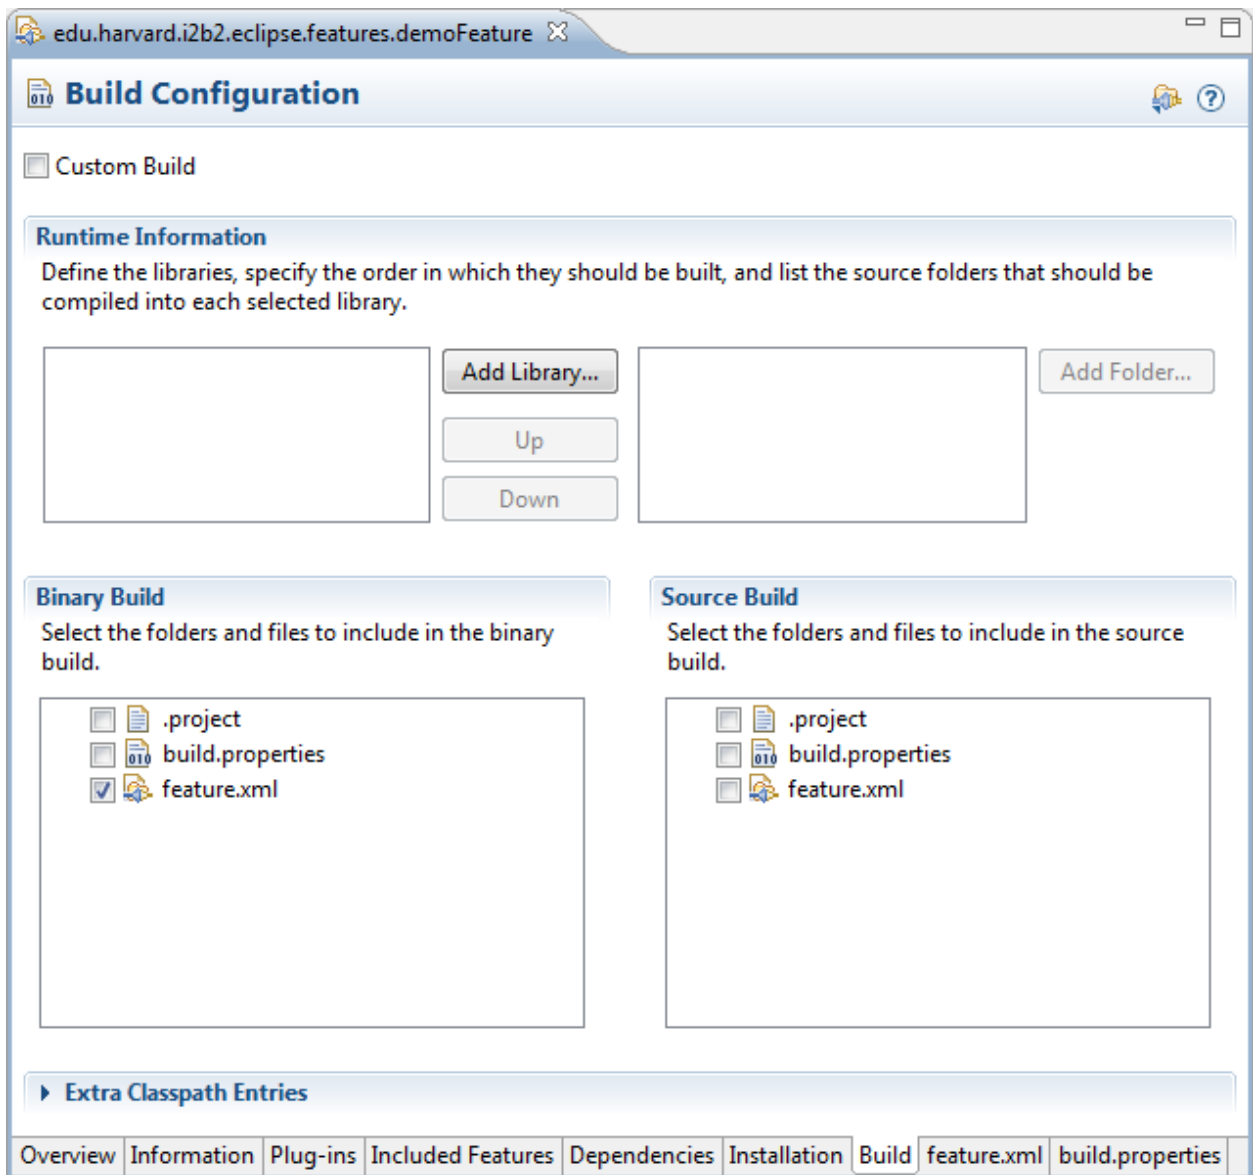 edu.harvard.i2b2.eclipse.features.demoFeature
Build Configuration
Custom Build
Runtime Information
Define the libraries, specify the order in which they should be built, and list the source folders that should be
compiled into each selected library.
Add Library...
Add Folder...
Up
Down
Binary Build
Select the folders and files to include in the binary
build.
.project
build.properties
feature.xml
Source Build
Select the folders and files to include in the source
build.
.project
build.properties
feature.xml
Extra Classpath Entries
Overview Information Plug-ins Included Features Dependencies Installation Build feature.xml build.properties